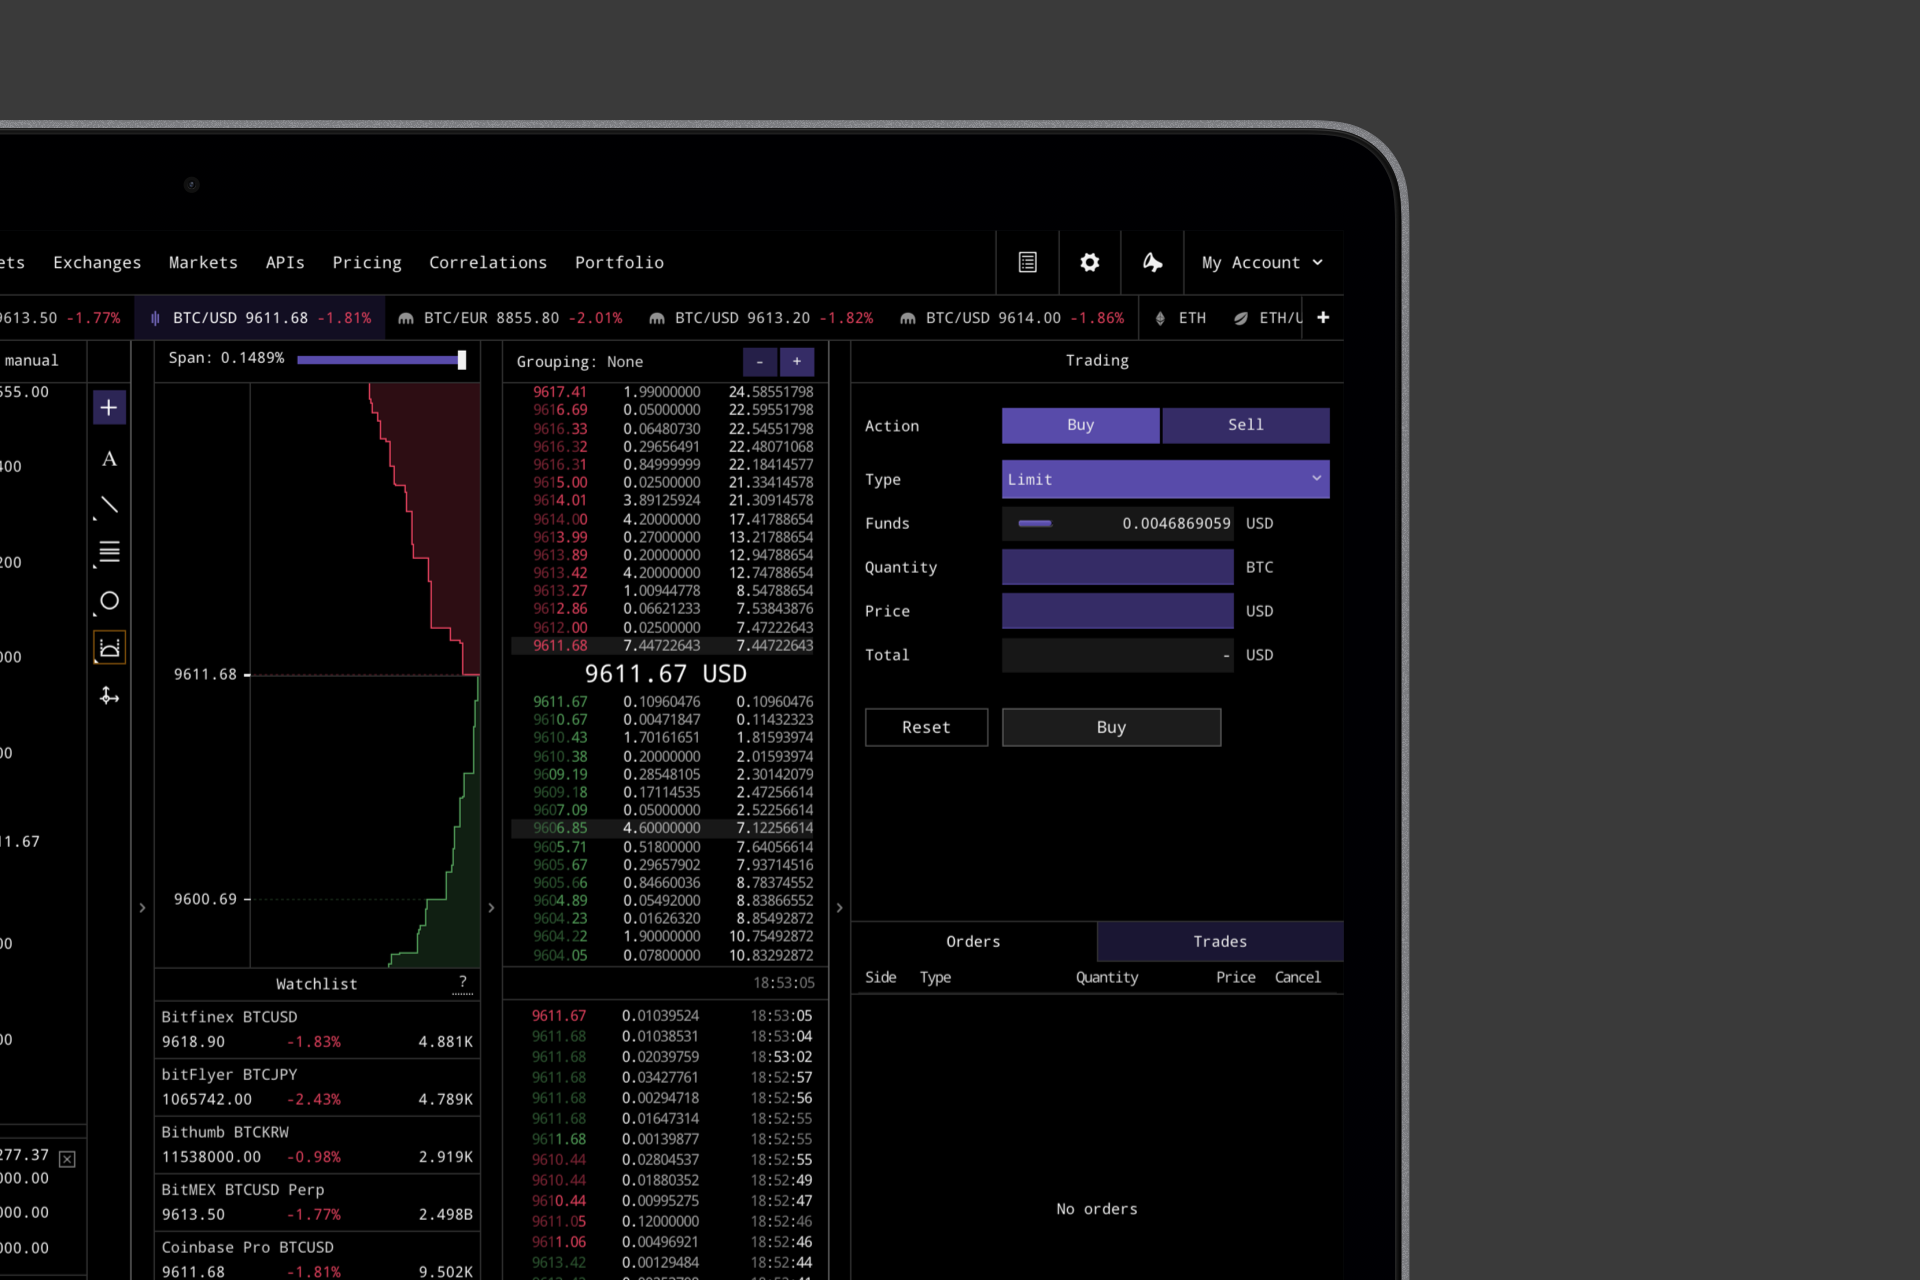 ets Exchanges Markets APIs Pricing Correlations Portfolio My Account
9613.50 -1.77% BTC/USD 9611.68 -1.81% BTC/EUR 8855.80 -2.01% BTC/USD 9613.20 -1.82% BTC/USD 9614.00 -1.86% ETH ETH/U +
manual
555.00
400
200
000
00
11.67
00
00
277.37
000.00
000.00
000.00
A
Span: 0.1489%
9611.68
9600.69
Watchlist ?
Bitfinex BTCUSD
9618.90 -1.83% 4.881K
bitFlyer BTCJPY
1065742.00 -2.43% 4.789K
Bithumb BTCKRW
11538000.00 -0.98% 2.919K
BitMEX BTCUSD Perp
9613.50 -1.77% 2.498B
Coinbase Pro BTCUSD
9611.68 -1.81% 9.502K
Grouping: None - +
9617.41 1.99000000 24.58551798
9616.69 0.05000000 22.59551798
9616.33 0.06480730 22.54551798
9616.32 0.29656491 22.48071068
9616.31 0.84999999 22.18414577
9615.00 0.02500000 21.33414578
9614.01 3.89125924 21.30914578
9614.00 4.20000000 17.41788654
9613.99 0.27000000 13.21788654
9613.89 0.20000000 12.94788654
9613.42 4.20000000 12.74788654
9613.27 1.00944778 8.54788654
9612.86 0.06621233 7.53843876
9612.00 0.02500000 7.47222643
9611.68 7.44722643 7.44722643
9611.67 USD
9611.67 0.10960476 0.10960476
9610.67 0.00471847 0.11432323
9610.43 1.70161651 1.81593974
9610.38 0.20000000 2.01593974
9609.19 0.28548105 2.30142079
9609.18 0.17114535 2.47256614
9607.09 0.05000000 2.52256614
9606.85 4.60000000 7.12256614
9605.71 0.51800000 7.64056614
9605.67 0.29657902 7.93714516
9605.66 0.84660036 8.78374552
9604.89 0.05492000 8.83866552
9604.23 0.01626320 8.85492872
9604.22 1.90000000 10.75492872
9604.05 0.07800000 10.83292872
18:53:05
9611.67 0.01039524 18:53:05
9611.68 0.01038531 18:53:04
9611.68 0.02039759 18:53:02
9611.68 0.03427761 18:52:57
9611.68 0.00294718 18:52:56
9611.68 0.01647314 18:52:55
9611.68 0.00139877 18:52:55
9610.44 0.02804537 18:52:55
9610.44 0.01880352 18:52:49
9610.44 0.00995275 18:52:47
9611.05 0.12000000 18:52:46
9611.06 0.00496921 18:52:46
9613.42 0.00129484 18:52:44
Trading
Action Buy Sell
Type Limit
Funds 0.0046869059 USD
Quantity BTC
Price USD
Total - USD
Reset Buy
Orders Trades
Side Type Quantity Price Cancel
No orders